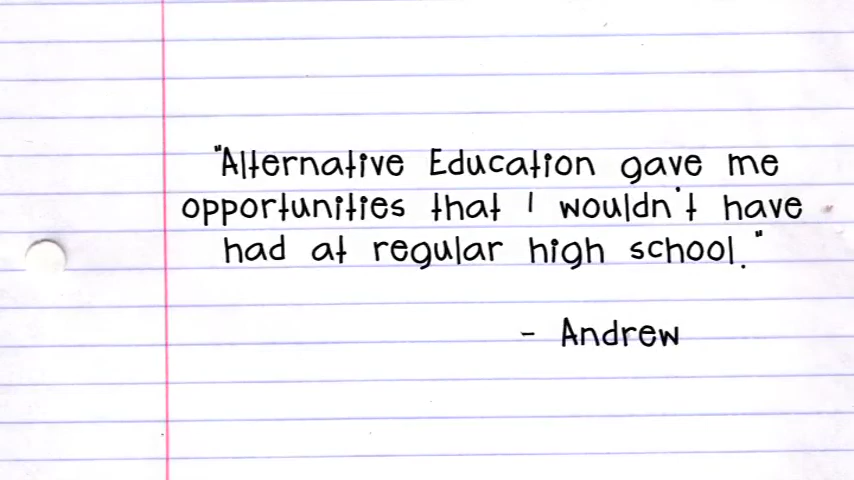 "Alternative Education gave me
opportunities that I wouldn't have
had at regular high school."
- Andrew